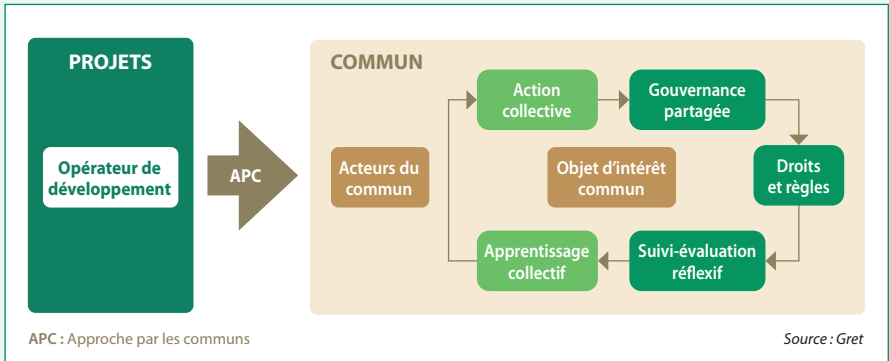 PROJETS
Opérateur de
développement
APC
COMMUN
Acteurs du
commun
Action
collective
Gouvernance
partagée
Objet d’intérêt
commun
Droits
et règles
Apprentissage
collectif
Suivi-évaluation
réflexif
APC : Approche par les communs
Source : Gret